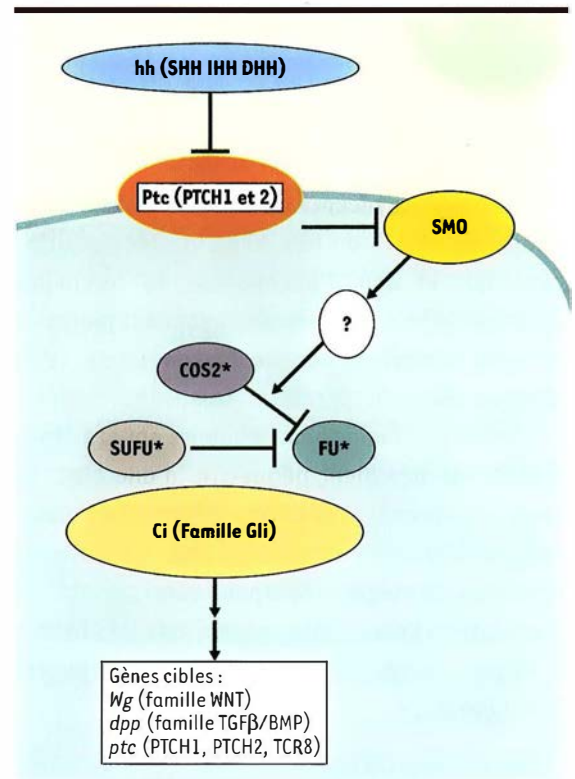 hh (SHH IHH DHH)
Ptc (PTCH1 et 2)
SMO
?
COS2*
SUFU*
FU*
Ci (Famille Gli)
Gènes cibles :
Wg (famille WNT)
dpp (famille TGFβ/BMP)
ptc (PTCH1, PTCH2, TCR8)